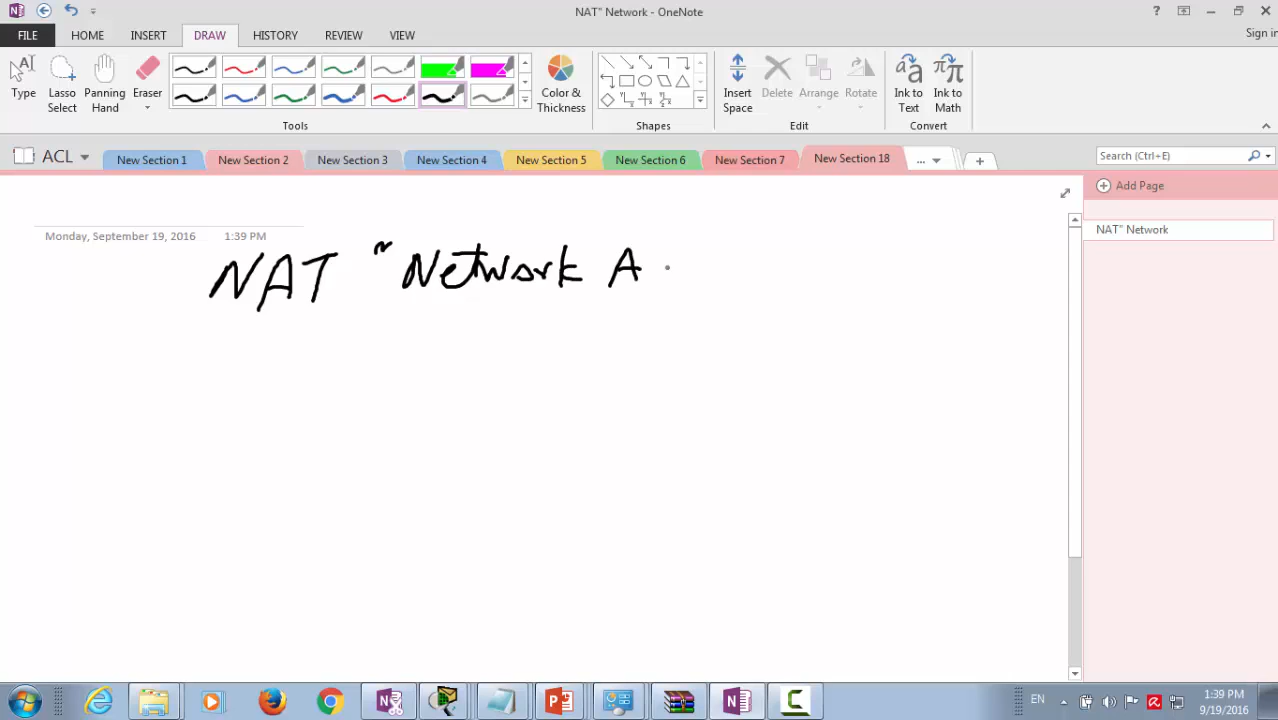 NAT" Network - OneNote
?
Sign in
FILE HOME INSERT DRAW HISTORY REVIEW VIEW
Type
Lasso Select
Panning Hand
Eraser
Color & Thickness
Insert Space
Delete
Arrange
Rotate
Ink to Text
Ink to Math
Tools
Shapes
Edit
Convert
ACL
New Section 1 New Section 2 New Section 3 New Section 4 New Section 5 New Section 6 New Section 7 New Section 18 ... +
Search (Ctrl+E)
Add Page
NAT" Network
Monday, September 19, 2016 1:39 PM
NAT " Network A
EN
1:39 PM
9/19/2016